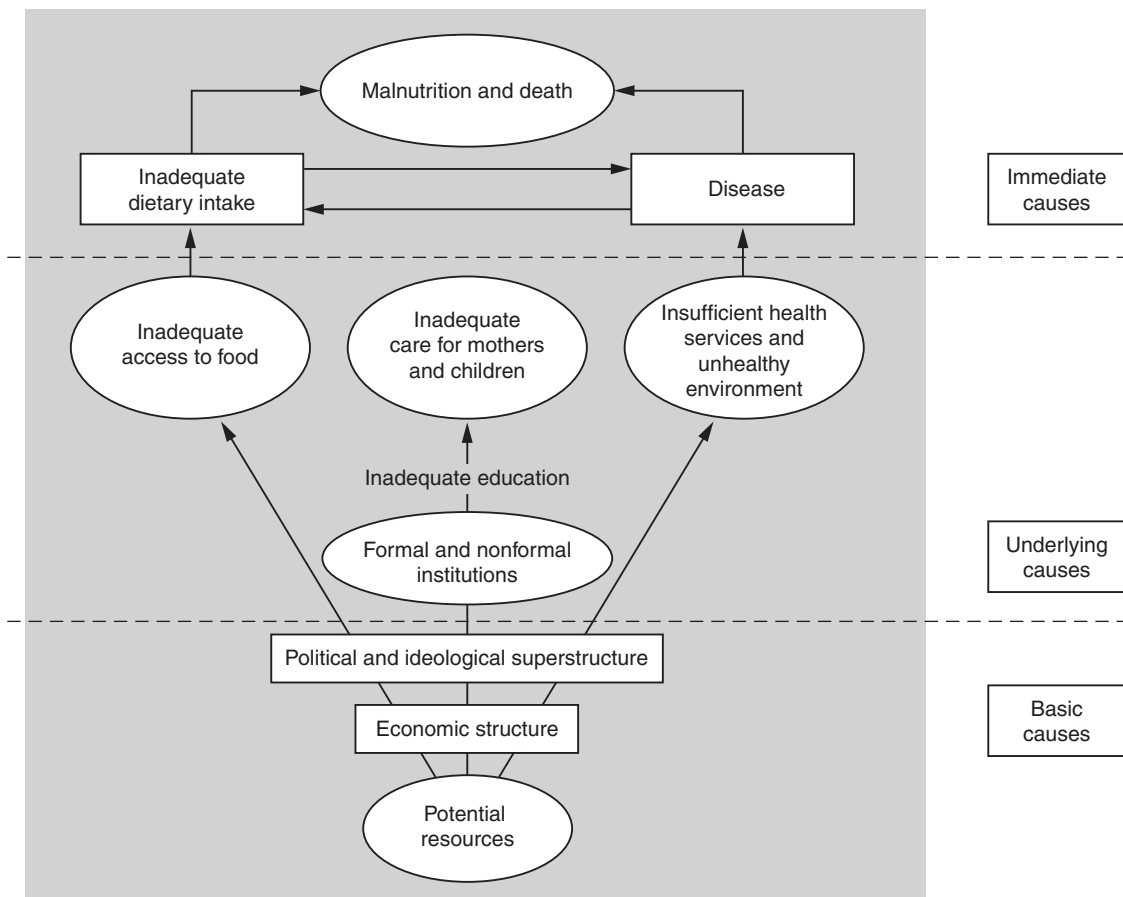 Malnutrition and death
Inadequate
dietary intake
Disease
Immediate
causes
Inadequate
access to food
Inadequate
care for mothers
and children
Insufficient health
services and
unhealthy
environment
Inadequate education
Formal and nonformal
institutions
Underlying
causes
Political and ideological superstructure
Economic structure
Basic
causes
Potential
resources